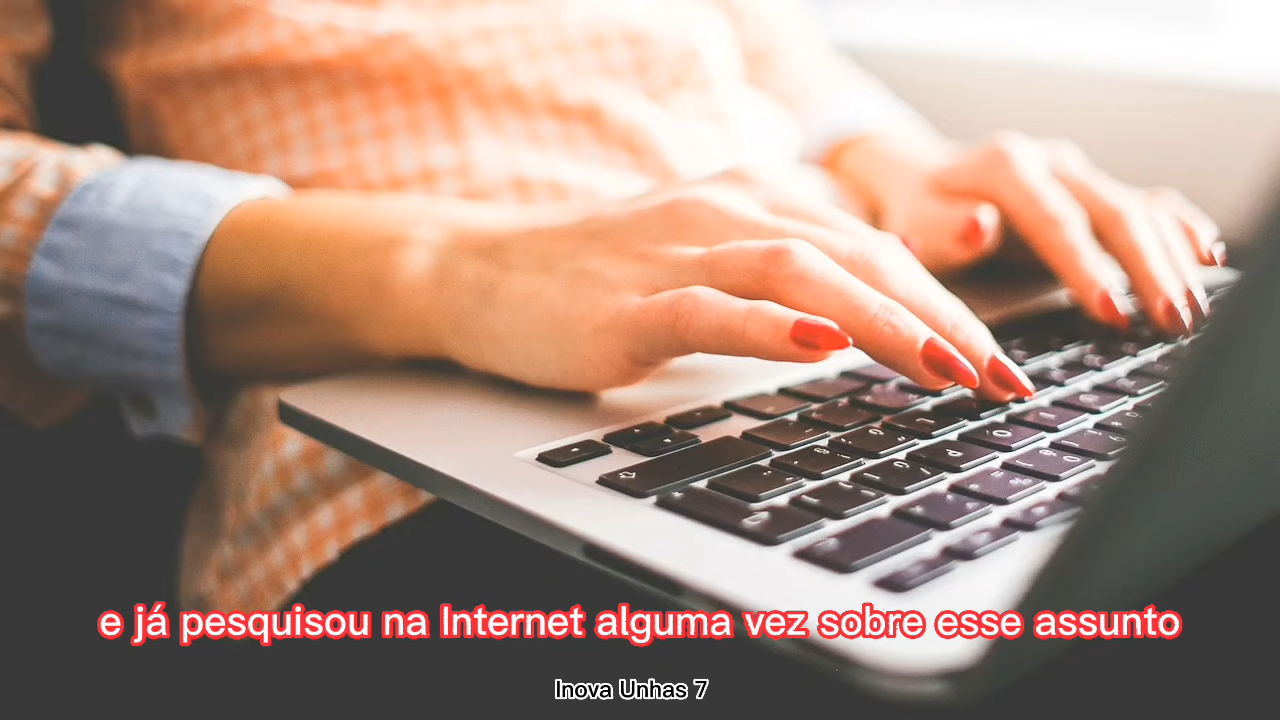 e já pesquisou na Internet alguma vez sobre esse assunto
Inova Unhas 7